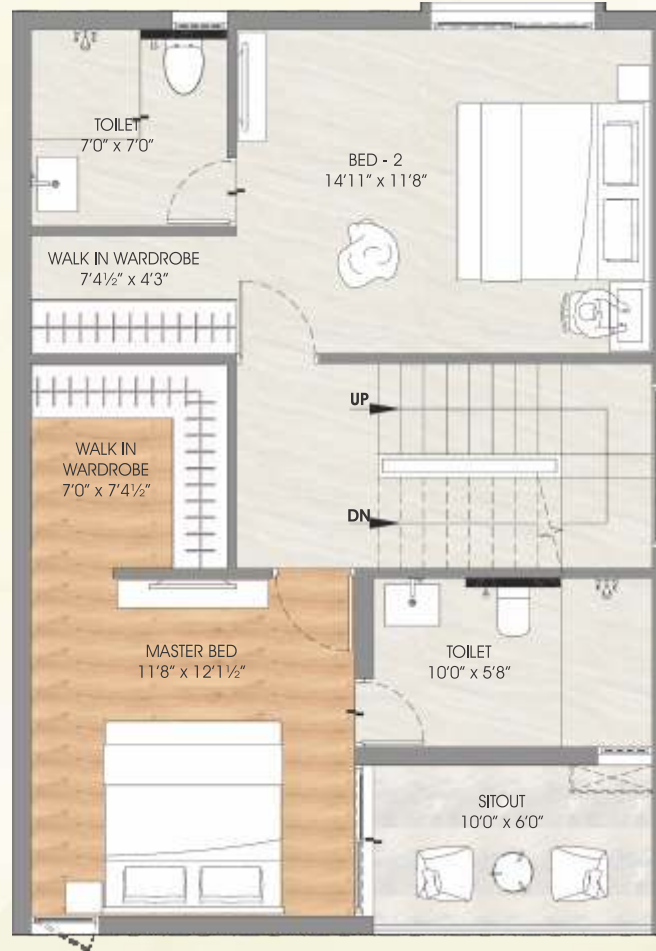 TOILET
7'0" x 7'0"
BED - 2
14'11" x 11'8"
WALK IN WARDROBE
7'4½" x 4'3"
UP
WALK IN
WARDROBE
7'0" x 7'4½"
DN
MASTER BED
11'8" x 12'1½"
TOILET
10'0" x 5'8"
SITOUT
10'0" x 6'0"